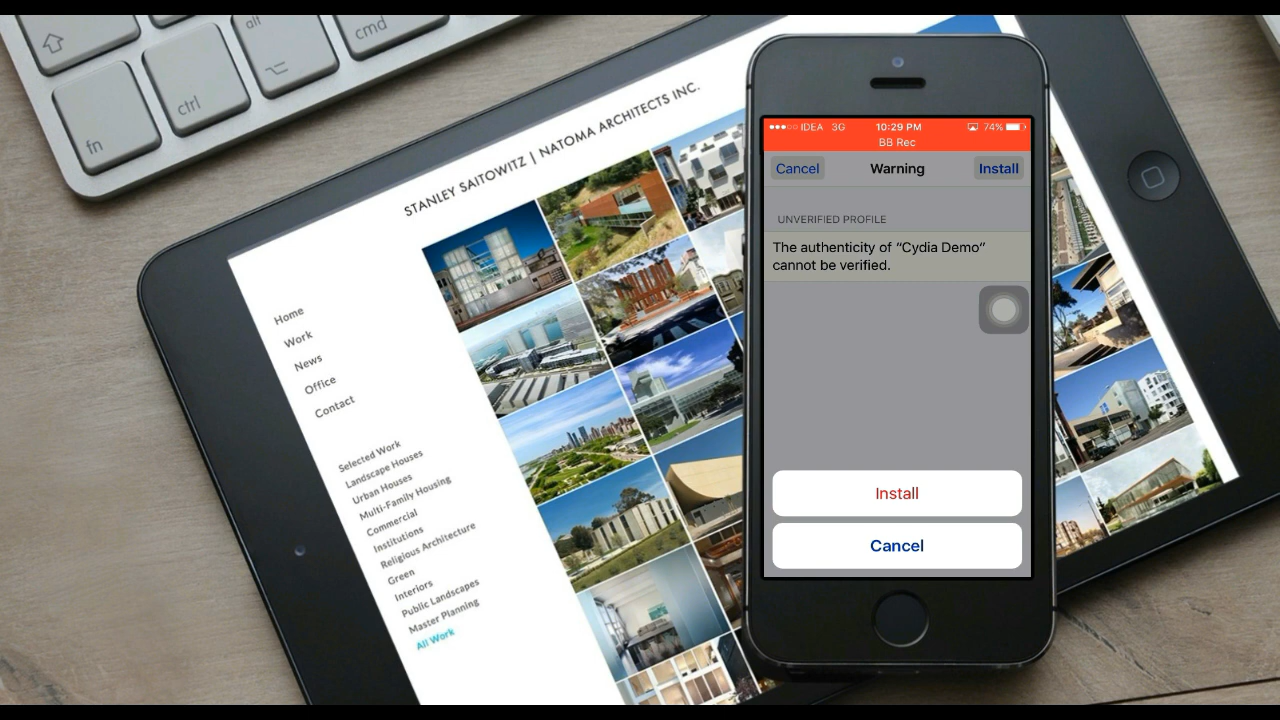 alt
cmd
ctrl
fn
STANLEY SAITOWITZ | NATOMA ARCHITECTS INC.
Home
Work
News
Office
Contact
Selected Work
Landscape Houses
Urban Houses
Multi-Family Housing
Commercial
Institutions
Religious Architecture
Green
Interiors
Public Landscapes
Master Planning
All Work
IDEA 3G 10:29 PM 74%
BB Rec
Cancel Warning Install
UNVERIFIED PROFILE
The authenticity of “Cydia Demo”
cannot be verified.
Install
Cancel